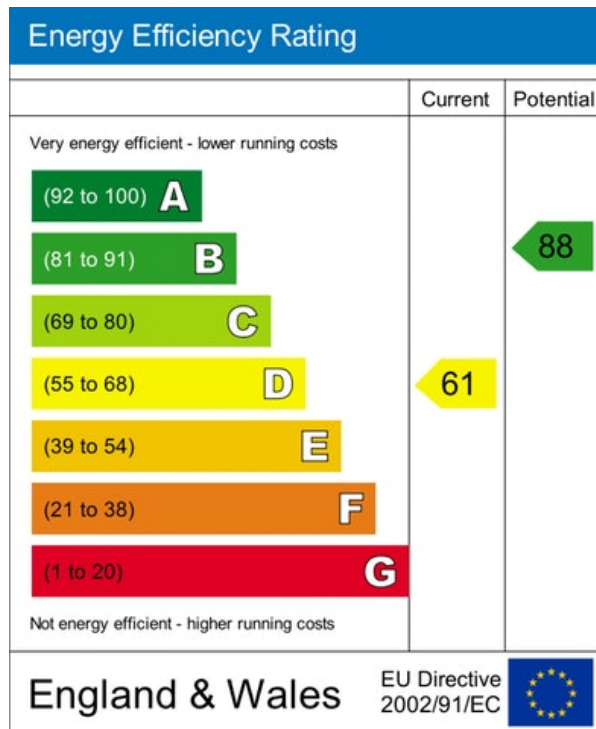 Energy Efficiency Rating
Current Potential
Very energy efficient - lower running costs
(92 to 100) A
(81 to 91) B
88
(69 to 80) C
(55 to 68) D
61
(39 to 54) E
(21 to 38) F
(1 to 20) G
Not energy efficient - higher running costs
England & Wales
EU Directive
2002/91/EC